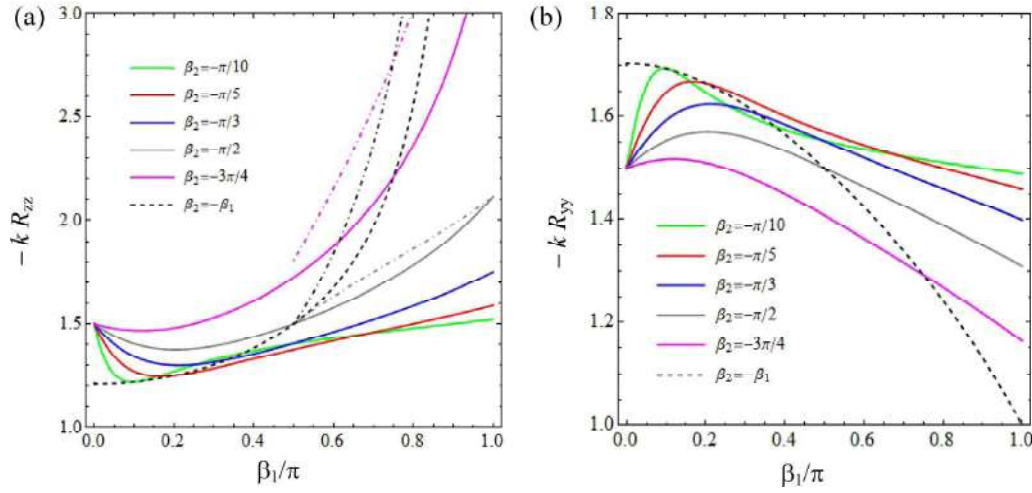 (a)
3.0
2.5
2.0
1.5
1.0
− k R_zz
β₂=−π/10
β₂=−π/5
β₂=−π/3
β₂=−π/2
β₂=−3π/4
β₂=−β₁
0.0 0.2 0.4 0.6 0.8 1.0
β₁/π
(b)
1.8
1.6
1.4
1.2
1.0
− k R_yy
β₂=−π/10
β₂=−π/5
β₂=−π/3
β₂=−π/2
β₂=−3π/4
β₂=−β₁
0.0 0.2 0.4 0.6 0.8 1.0
β₁/π